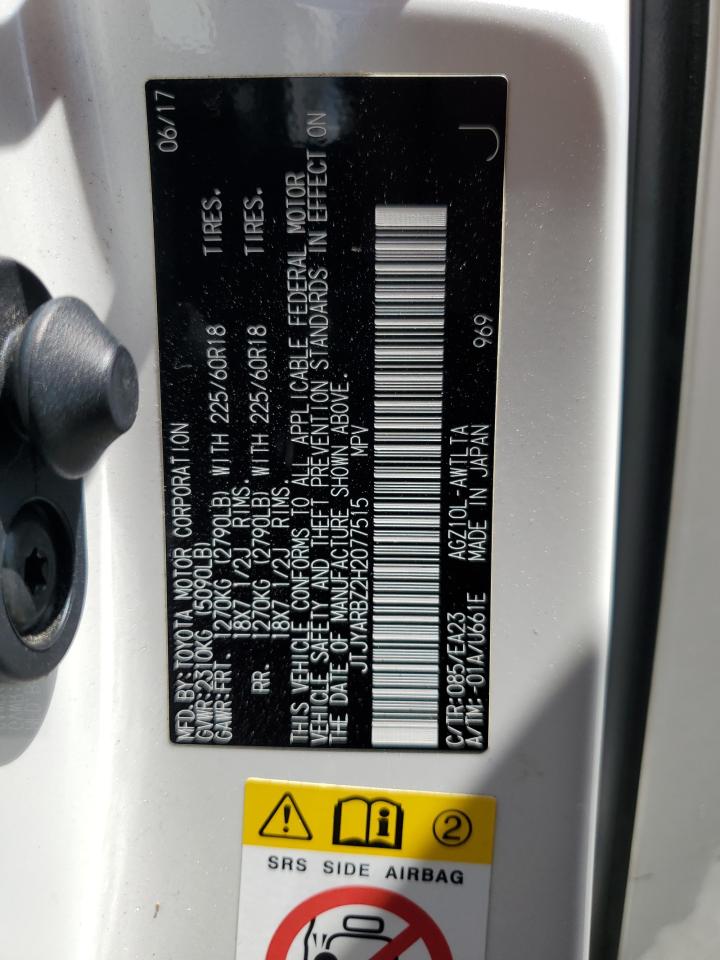 MFD. BY: TOYOTA MOTOR CORPORATION 06/17
GVWR: 2310KG (5090LB)
GAWR: FRT. 1270KG (2790LB) WITH 225/60R18 TIRES.
18X7 1/2J RIMS.
RR. 1270KG (2790LB) WITH 225/60R18 TIRES.
18X7 1/2J RIMS.
THIS VEHICLE CONFORMS TO ALL APPLICABLE FEDERAL MOTOR
VEHICLE SAFETY AND THEFT PREVENTION STANDARDS IN EFFECT ON
THE DATE OF MANUFACTURE SHOWN ABOVE.
JTJYARBZ2H2077515 MPV
C/TR: 085/EA23 AGZ10L-AWTLTA 969 J
A/TM: -01A/U661E MADE IN JAPAN
2
SRS SIDE AIRBAG